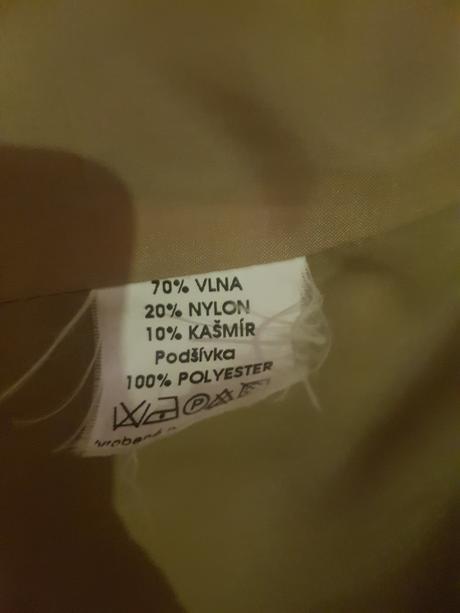 70% VLNA
20% NYLON
10% KAŠMÍR
Podšívka
100% POLYESTER
P